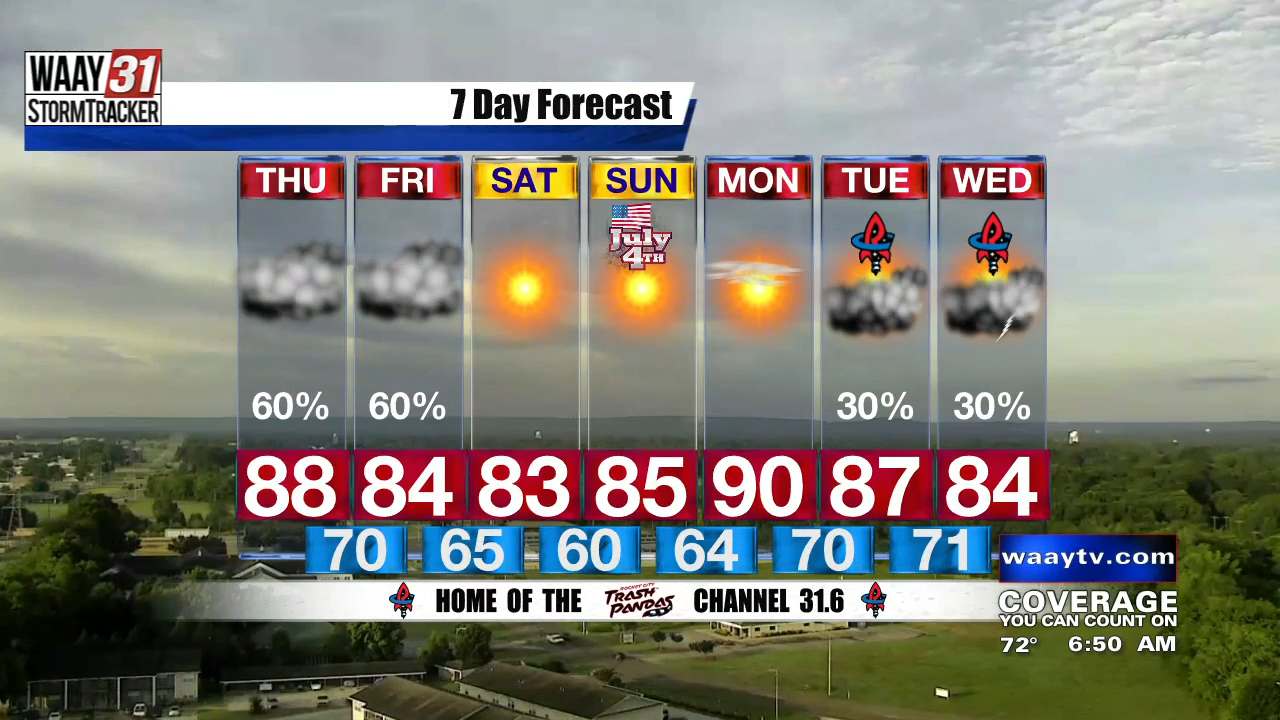 WAAY 31
STORMTRACKER
7 Day Forecast
THU FRI SAT SUN MON TUE WED
July
4TH
60% 60% 30% 30%
88 84 83 85 90 87 84
70 65 60 64 70 71
HOME OF THE ROCKET CITY TRASH PANDAS CHANNEL 31.6
waaytv.com
COVERAGE
YOU CAN COUNT ON
72° 6:50 AM